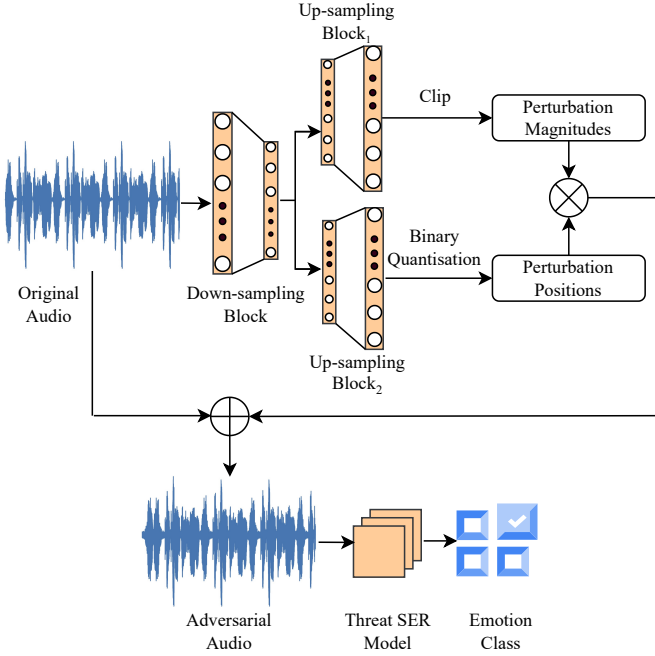 Up-sampling
Block₁
Clip
Perturbation
Magnitudes
Original
Audio
Down-sampling
Block
Binary
Quantisation
Perturbation
Positions
Up-sampling
Block₂
Adversarial
Audio
Threat SER
Model
Emotion
Class